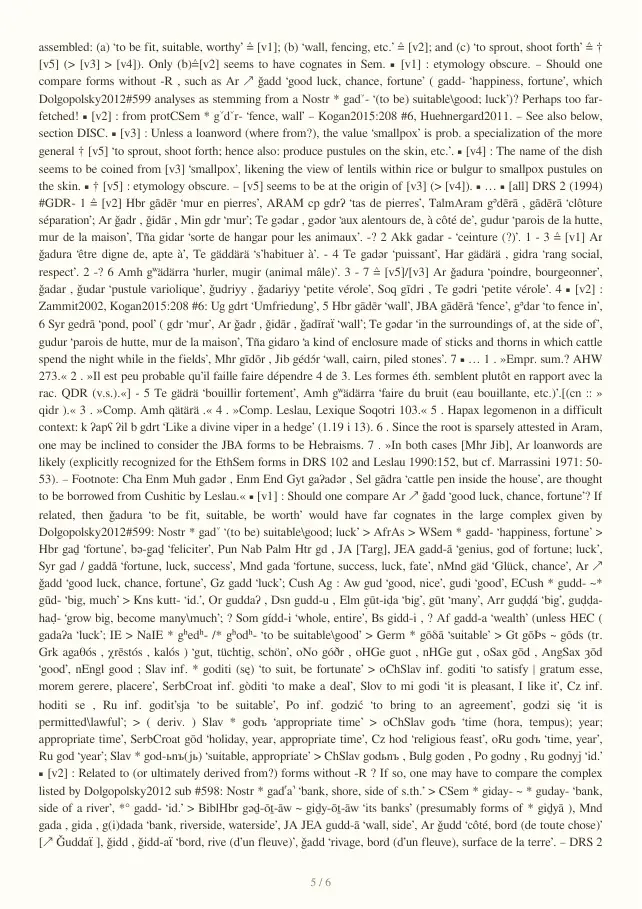 assembled: (a) ‘to be fit, suitable, worthy’ ≙ [v1]; (b) ‘wall, fencing, etc.’ ≙ [v2]; and (c) ‘to sprout, shoot forth’ ≙ †
[v5] (> [v3] > [v4]). Only (b)≙[v2] seems to have cognates in Sem. ▪ [v1] : etymology obscure. – Should one
compare forms without -R , such as Ar ↗ ǧadd ‘good luck, chance, fortune’ ( gadd- ‘happiness, fortune’, which
Dolgopolsky2012#599 analyses as stemming from a Nostr * gadˇ- ‘(to be) suitable\good; luck’)? Perhaps too far-
fetched! ▪ [v2] : from protCSem * gˇdˇr- ‘fence, wall’ – Kogan2015:208 #6, Huehnergard2011. – See also below,
section DISC. ▪ [v3] : Unless a loanword (where from?), the value ‘smallpox’ is prob. a specialization of the more
general † [v5] ‘to sprout, shoot forth; hence also: produce pustules on the skin, etc.’. ▪ [v4] : The name of the dish
seems to be coined from [v3] ‘smallpox’, likening the view of lentils within rice or bulgur to smallpox pustules on
the skin. ▪ † [v5] : etymology obscure. – [v5] seems to be at the origin of [v3] (> [v4]). ▪ … ▪ [all] DRS 2 (1994)
#GDR- 1 ≙ [v2] Hbr gādēr ‘mur en pierres’, ARAM cp gdrʔ ‘tas de pierres’, TalmAram gᵃdērā , gādērā ‘clôture
séparation’; Ar ǧadr , ǧidār , Min gdr ‘mur’; Te gədar , gədor ‘aux alentours de, à côté de’, gudur ‘parois de la hutte,
mur de la maison’, Tña gidar ‘sorte de hangar pour les animaux’. -? 2 Akk gadar - ‘ceinture (?)’. 1 - 3 ≙ [v1] Ar
ǧadura ‘être digne de, apte à’, Te gäddärä ‘s’habituer à’. - 4 Te gadər ‘puissant’, Har gädärä , gidra ‘rang social,
respect’. 2 -? 6 Amh gʷädärra ‘hurler, mugir (animal mâle)’. 3 - 7 ≙ [v5]/[v3] Ar ǧadura ‘poindre, bourgeonner’,
ǧadar , ǧudar ‘pustule variolique’, ǧudriyy , ǧadariyy ‘petite vérole’, Soq gīdri , Te gədri ‘petite vérole’. 4 ▪ [v2] :
Zammit2002, Kogan2015:208 #6: Ug gdrt ‘Umfriedung’, 5 Hbr gādēr ‘wall’, JBA gādērā ‘fence’, gᵊdar ‘to fence in’,
6 Syr gedrā ‘pond, pool’ ( gdr ‘mur’, Ar ǧadr , ǧidār , ǧadīraẗ ‘wall’; Te gədar ‘in the surroundings of, at the side of’,
gudur ‘parois de hutte, mur de la maison’, Tña gidaro ‘a kind of enclosure made of sticks and thorns in which cattle
spend the night while in the fields’, Mhr gīdōr , Jib gédɔ́r ‘wall, cairn, piled stones’. 7 ▪ … 1 . »Empr. sum.? AHW
273.« 2 . »Il est peu probable qu’il faille faire dépendre 4 de 3. Les formes éth. semblent plutôt en rapport avec la
rac. QDR (v.s.).«] - 5 Te gädrä ‘bouillir fortement’, Amh gʷädärra ‘faire du bruit (eau bouillante, etc.)’.[(cn :: »
qidr ).« 3 . »Comp. Amh qätärä .« 4 . »Comp. Leslau, Lexique Soqotri 103.« 5 . Hapax legomenon in a difficult
context: k ʔapʕ ʔil b gdrt ‘Like a diviner viper in a hedge’ (1.19 i 13). 6 . Since the root is sparsely attested in Aram,
one may be inclined to consider the JBA forms to be Hebraisms. 7 . »In both cases [Mhr Jib], Ar loanwords are
likely (explicitly recognized for the EthSem forms in DRS 102 and Leslau 1990:152, but cf. Marrassini 1971: 50-
53). – Footnote: Cha Enm Muh gadər , Enm End Gyt gaʔadər , Sel gādra ‘cattle pen inside the house’, are thought
to be borrowed from Cushitic by Leslau.« ▪ [v1] : Should one compare Ar ↗ ǧadd ‘good luck, chance, fortune’? If
related, then ǧadura ‘to be fit, suitable, be worth’ would have far cognates in the large complex given by
Dolgopolsky2012#599: Nostr * gadˇ ‘(to be) suitable\good; luck’ > AfrAs > WSem * gadd- ‘happiness, fortune’ >
Hbr gaḏ ‘fortune’, bə-gaḏ ‘feliciter’, Pun Nab Palm Htr gd , JA [Targ], JEA gadd-ā ‘genius, god of fortune; luck’,
Syr gad / gaddā ‘fortune, luck, success’, Mnd gada ‘fortune, success, luck, fate’, nMnd gäd ‘Glück, chance’, Ar ↗
ǧadd ‘good luck, chance, fortune’, Gz gadd ‘luck’; Cush Ag : Aw gud ‘good, nice’, gudi ‘good’, ECush * gudd- ~*
gūd- ‘big, much’ > Kns kutt- ‘id.’, Or guddaɂ , Dsn gudd-u , Elm gūt-iḍa ‘big’, gūt ‘many’, Arr guḍḍá ‘big’, guḍḍa-
haḍ- ‘grow big, become many\much’; ? Som gídd-i ‘whole, entire’, Bs gidd-i , ? Af gadd-a ‘wealth’ (unless HEC (
gadaʔa ‘luck’; IE > NaIE * gʰedʰ- /* gʰodʰ- ‘to be suitable\good’ > Germ * gōðā ‘suitable’ > Gt gōÞs ~ gōds (tr.
Grk agaθós , χrēstós , kalós ) ‘gut, tüchtig, schön’, oNo góðr , oHGe guot , nHGe gut , oSax gōd , AngSax ʒōd
‘good’, nEngl good ; Slav inf. * goditi (sę) ‘to suit, be fortunate’ > oChSlav inf. goditi ‘to satisfy | gratum esse,
morem gerere, placere’, SerbCroat inf. gòditi ‘to make a deal’, Slov to mi godi ‘it is pleasant, I like it’, Cz inf.
hoditi se , Ru inf. godit’sja ‘to be suitable’, Po inf. godzić ‘to bring to an agreement’, godzi się ‘it is
permitted\lawful’; > ( deriv. ) Slav * godъ ‘appropriate time’ > oChSlav godъ ‘time (hora, tempus); year;
appropriate time’, SerbCroat gōd ‘holiday, year, appropriate time’, Cz hod ‘religious feast’, oRu godъ ‘time, year’,
Ru god ‘year’; Slav * god-ьnъ(jь) ‘suitable, appropriate’ > ChSlav godьnъ , Bulg goden , Po godny , Ru godnyj ‘id.’
▪ [v2] : Related to (or ultimately derived from?) forms without -R ? If so, one may have to compare the complex
listed by Dolgopolsky2012 sub #598: Nostr * gadʼaʼ ‘bank, shore, side of s.th.’ > CSem * giday- ~ * guday- ‘bank,
side of a river’, *° gadd- ‘id.’ > BiblHbr gəḏ-ōṯ-āw ~ giḏy-ōṯ-āw ‘its banks’ (presumably forms of * giḏyā ), Mnd
gada , gida , g(i)dada ‘bank, riverside, waterside’, JA JEA gudd-ā ‘wall, side’, Ar ǧudd ‘côté, bord (de toute chose)’
[↗ Ǧuddaẗ ], ǧidd , ǧidd-aẗ ‘bord, rive (d’un fleuve)’, ǧadd ‘rivage, bord (d’un fleuve), surface de la terre’. – DRS 2
5 / 6